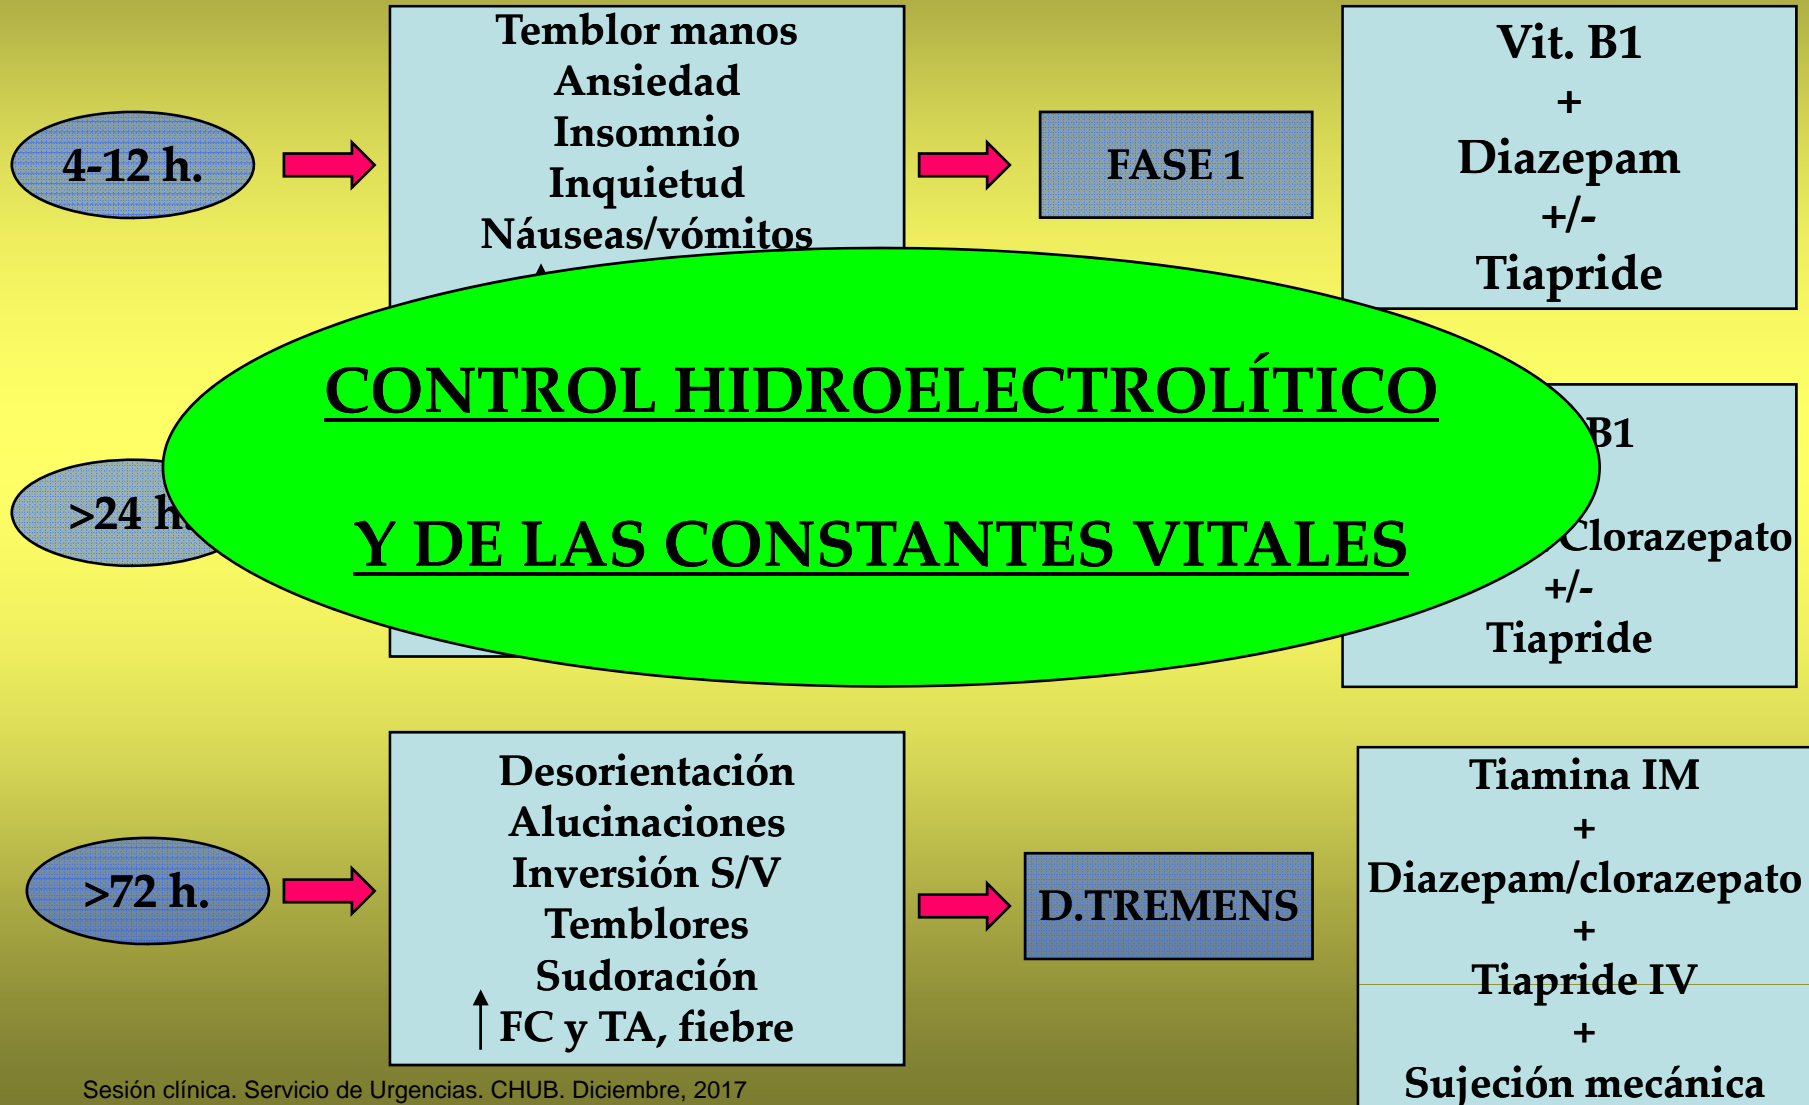 4-12 h.
Temblor manos
Ansiedad
Insomnio
Inquietud
Náuseas/vómitos
FASE 1
Vit. B1
+
Diazepam
+/-
Tiapride
CONTROL HIDROELECTROLÍTICO
Y DE LAS CONSTANTES VITALES
>24 h.
B1
Clorazepato
+/-
Tiapride
>72 h.
Desorientación
Alucinaciones
Inversión S/V
Temblores
Sudoración
FC y TA, fiebre
D.TREMENS
Tiamina IM
+
Diazepam/clorazepato
+
Tiapride IV
+
Sujeción mecánica
Sesión clínica. Servicio de Urgencias. CHUB. Diciembre, 2017